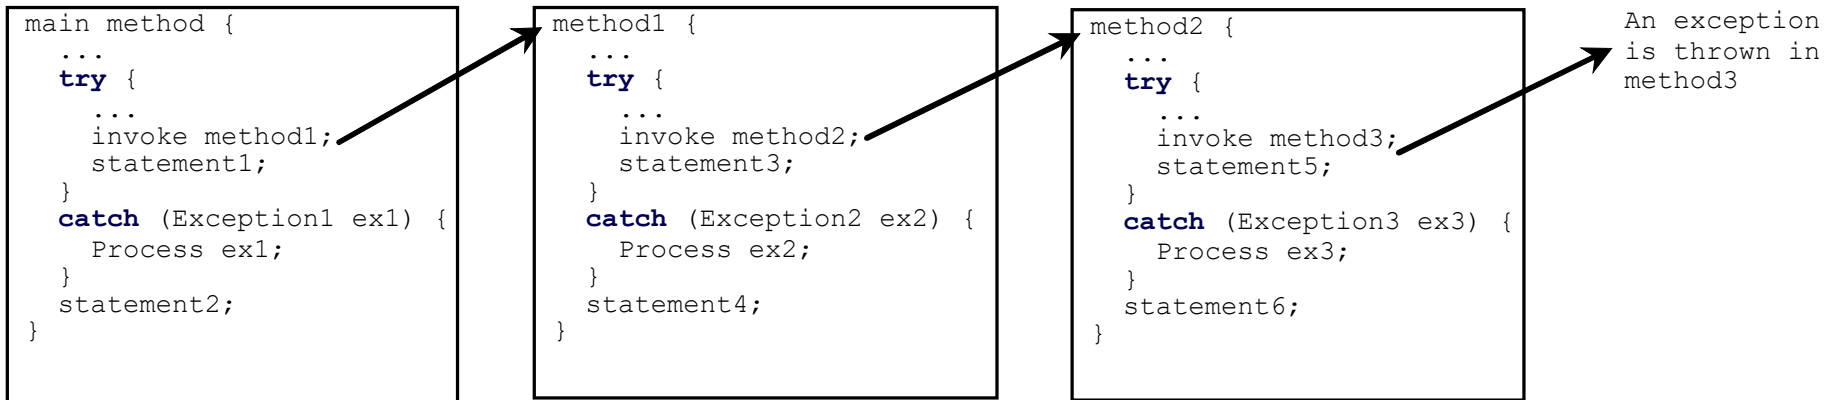 main method {
  ...
  try {
    ...
    invoke method1;
    statement1;
  }
  catch (Exception1 ex1) {
    Process ex1;
  }
  statement2;
}
method1 {
  ...
  try {
    ...
    invoke method2;
    statement3;
  }
  catch (Exception2 ex2) {
    Process ex2;
  }
  statement4;
}
method2 {
  ...
  try {
    ...
    invoke method3;
    statement5;
  }
  catch (Exception3 ex3) {
    Process ex3;
  }
  statement6;
}
An exception
is thrown in
method3